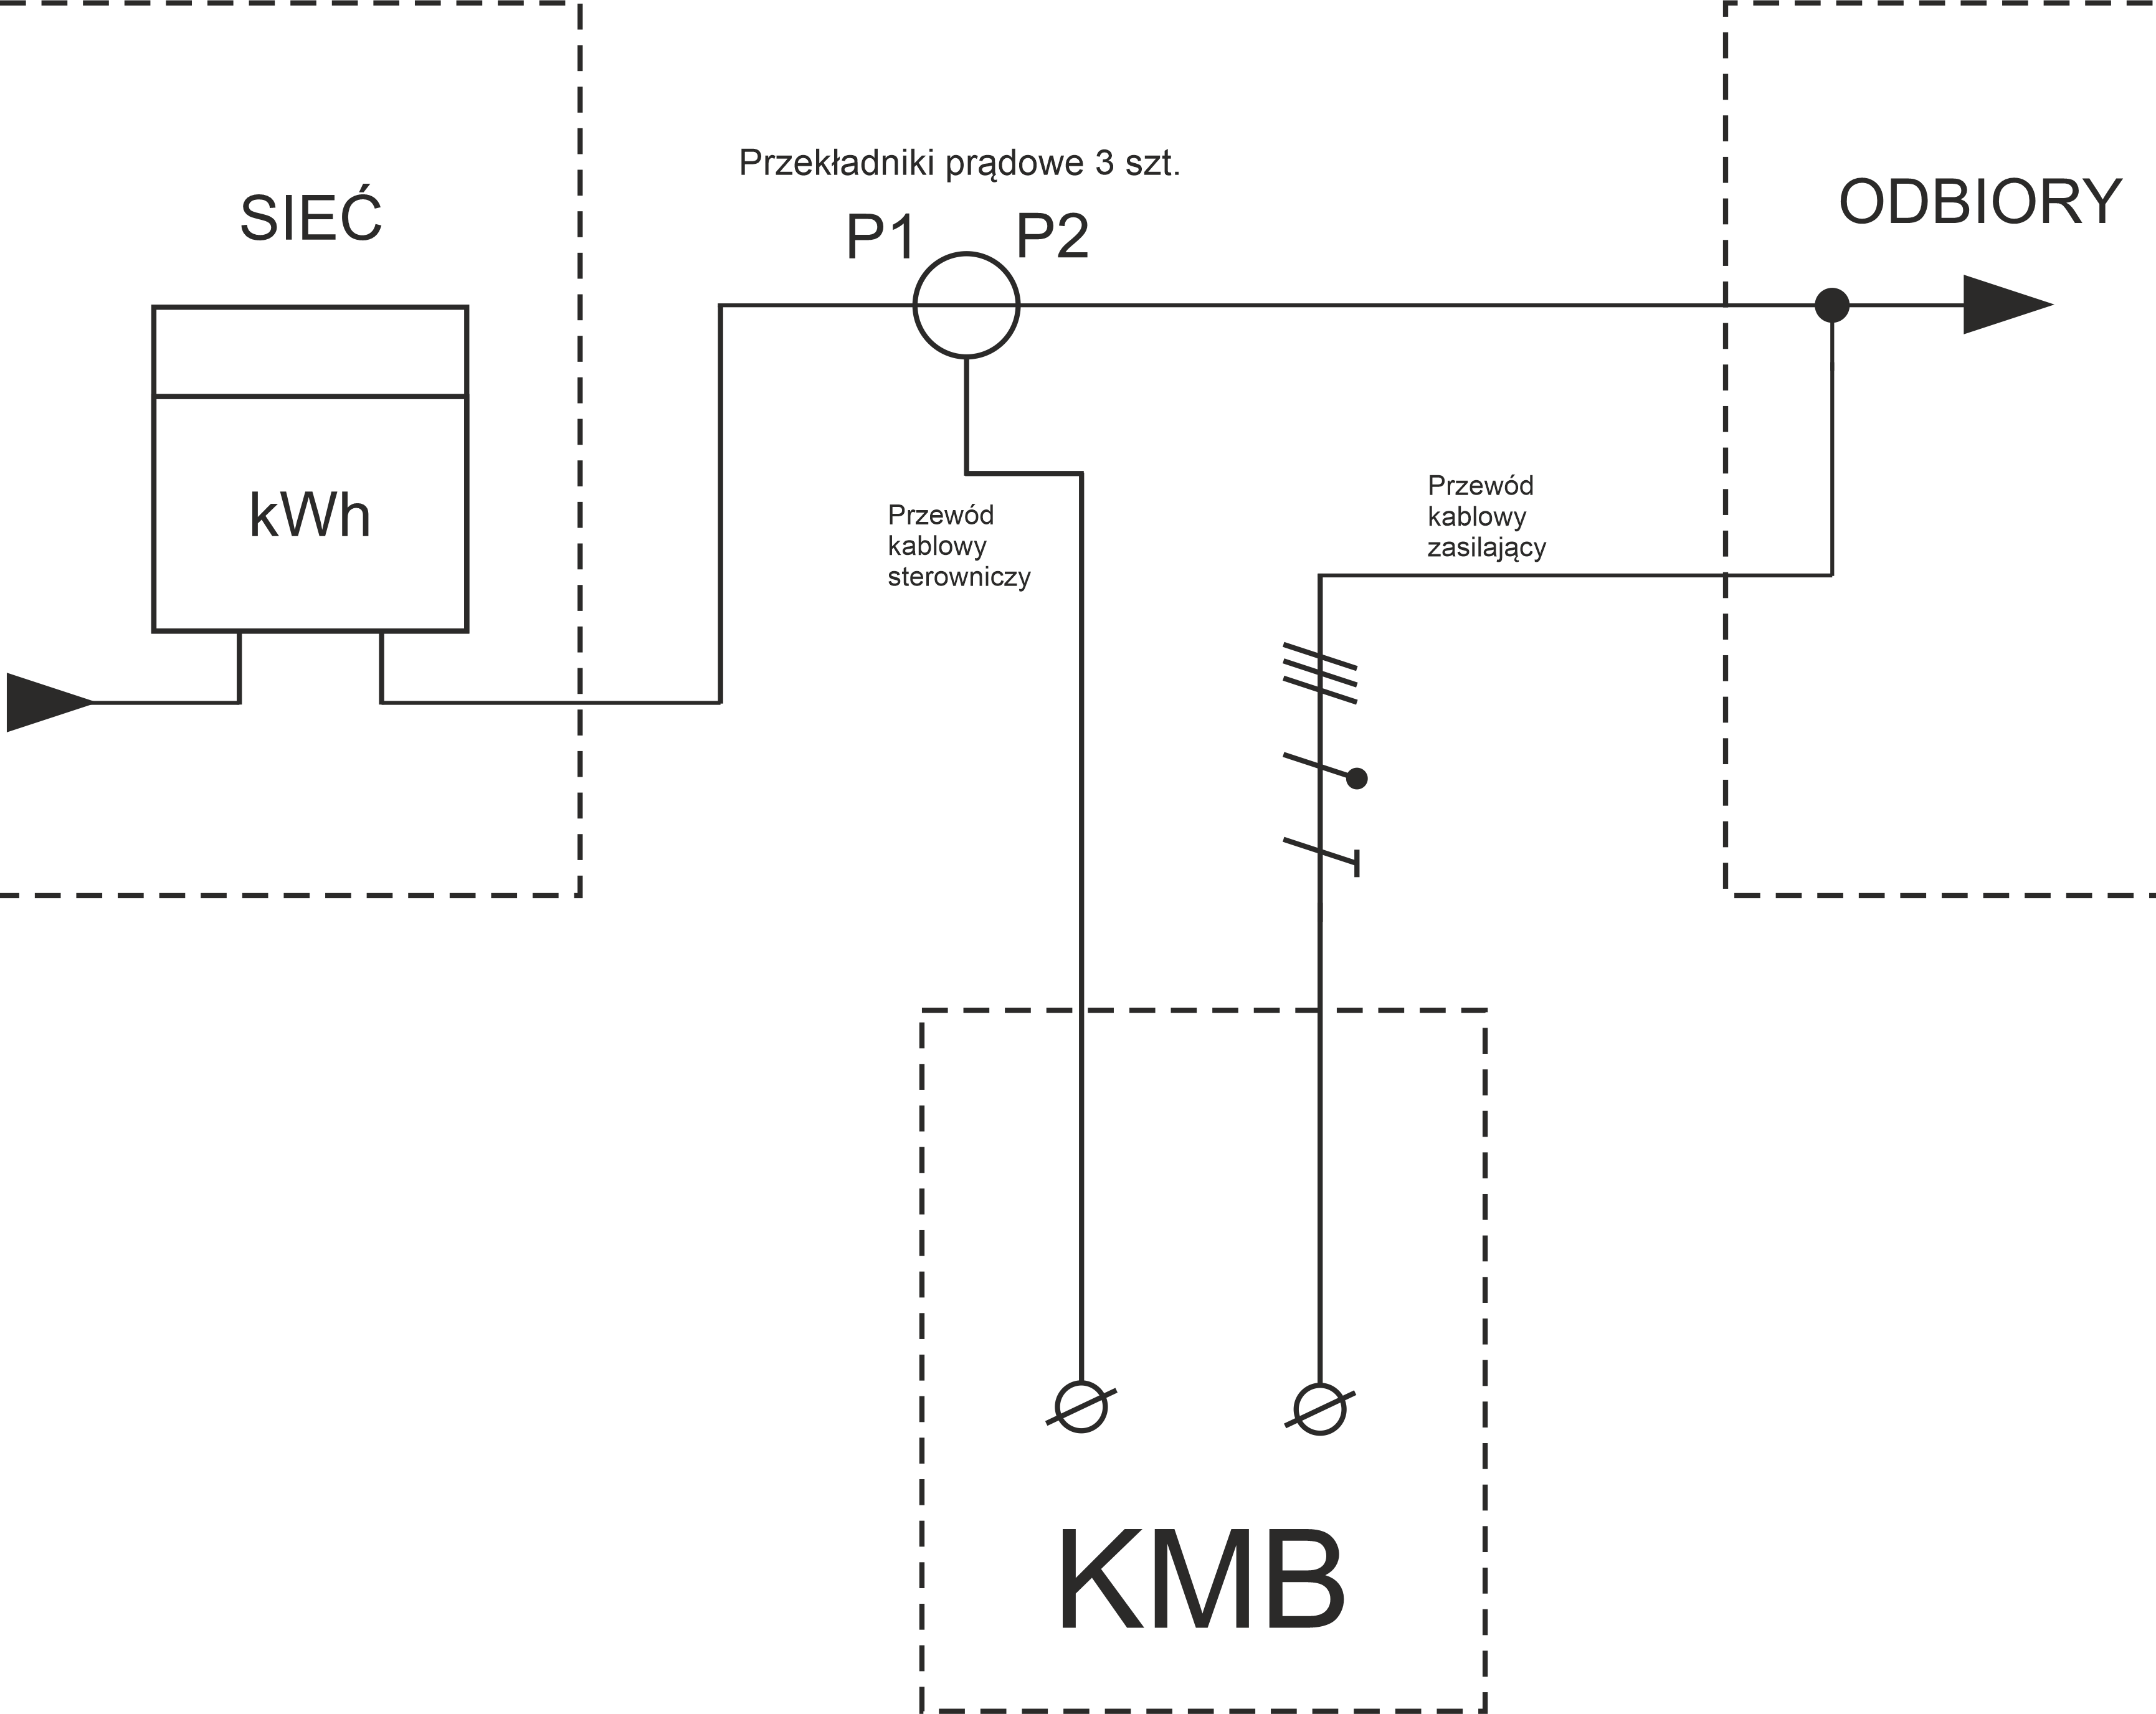 Przekładniki prądowe 3 szt.
SIEĆ
P1 P2
ODBIORY
kWh
Przewód
kablowy
sterowniczy
Przewód
kablowy
zasilający
KMB